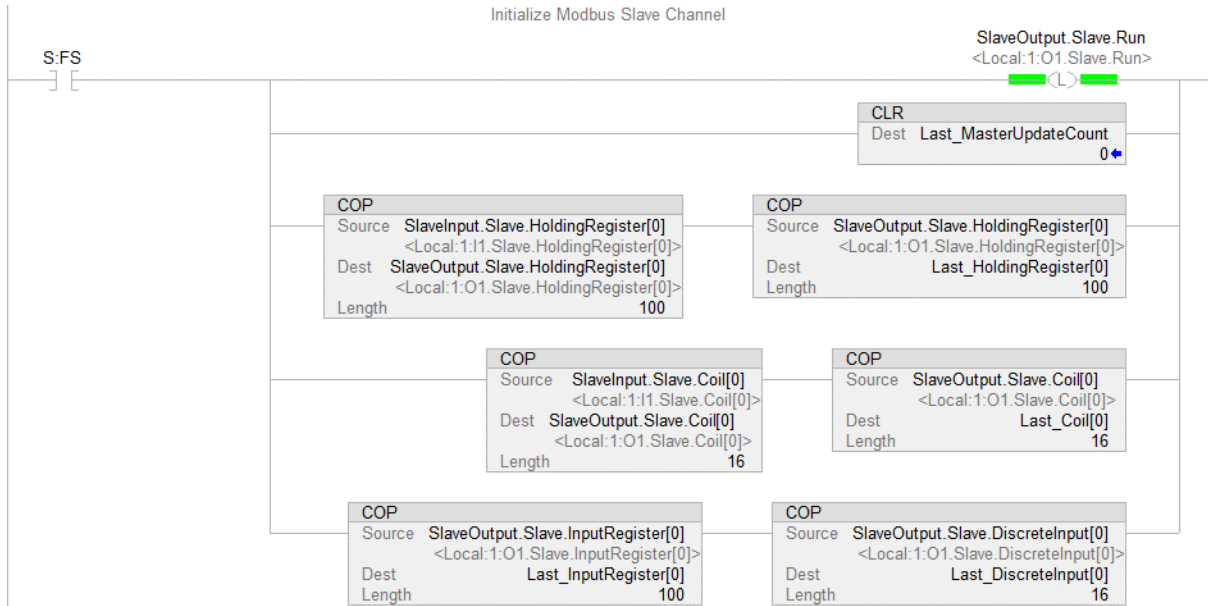 Initialize Modbus Slave Channel
SlaveOutput.Slave.Run
<Local:1:O1.Slave.Run>
S:FS
L
CLR
Dest Last_MasterUpdateCount
0
COP
Source SlaveInput.Slave.HoldingRegister[0]
<Local:1:I1.Slave.HoldingRegister[0]>
Dest SlaveOutput.Slave.HoldingRegister[0]
<Local:1:O1.Slave.HoldingRegister[0]>
Length 100
COP
Source SlaveOutput.Slave.HoldingRegister[0]
<Local:1:O1.Slave.HoldingRegister[0]>
Dest Last_HoldingRegister[0]
Length 100
COP
Source SlaveInput.Slave.Coil[0]
<Local:1:I1.Slave.Coil[0]>
Dest SlaveOutput.Slave.Coil[0]
<Local:1:O1.Slave.Coil[0]>
Length 16
COP
Source SlaveOutput.Slave.Coil[0]
<Local:1:O1.Slave.Coil[0]>
Dest Last_Coil[0]
Length 16
COP
Source SlaveOutput.Slave.InputRegister[0]
<Local:1:O1.Slave.InputRegister[0]>
Dest Last_InputRegister[0]
Length 100
COP
Source SlaveOutput.Slave.DiscreteInput[0]
<Local:1:O1.Slave.DiscreteInput[0]>
Dest Last_DiscreteInput[0]
Length 16